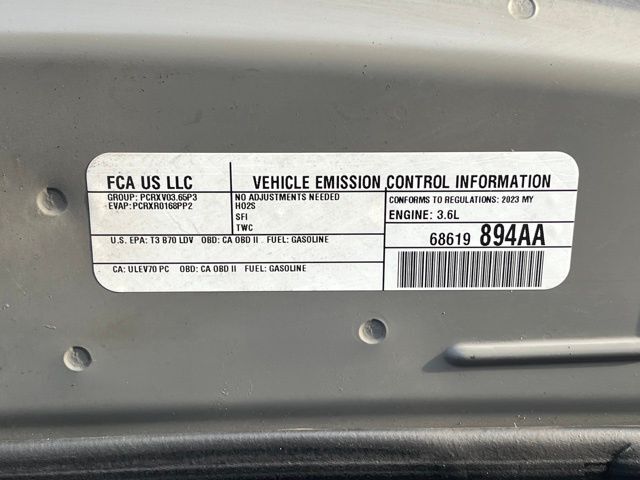 FCA US LLC
GROUP: PCRXV03.65P3
EVAP: PCRXR0168PP2
VEHICLE EMISSION CONTROL INFORMATION
NO ADJUSTMENTS NEEDED
HO2S
SFI
TWC
CONFORMS TO REGULATIONS: 2023 MY
ENGINE: 3.6L
U.S. EPA: T3 B70 LDV OBD: CA OBD II FUEL: GASOLINE
68619 894AA
CA: ULEV70 PC OBD: CA OBD II FUEL: GASOLINE